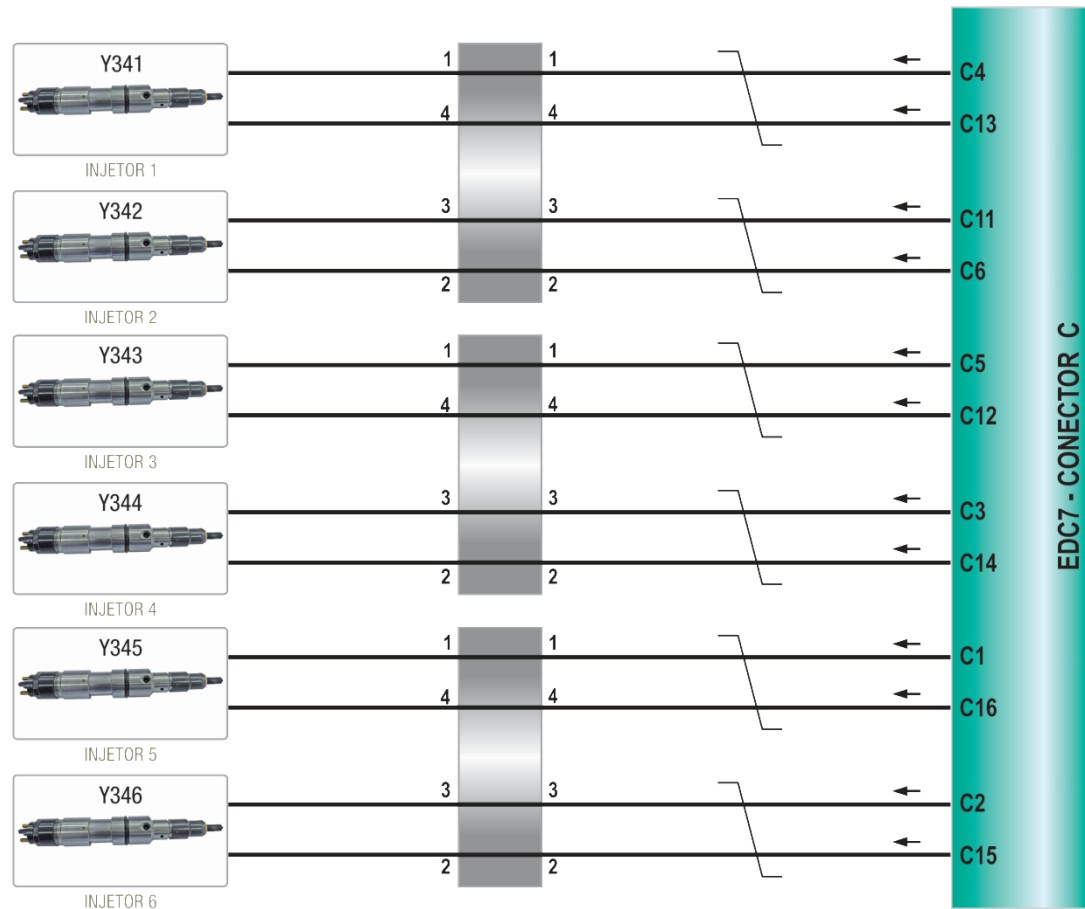 Y341
INJETOR 1
1 1 C4
4 4 C13
Y342
INJETOR 2
3 3 C11
2 2 C6
Y343
INJETOR 3
1 1 C5
4 4 C12
Y344
INJETOR 4
3 3 C3
2 2 C14
Y345
INJETOR 5
1 1 C1
4 4 C16
Y346
INJETOR 6
3 3 C2
2 2 C15
EDC7 - CONECTOR C